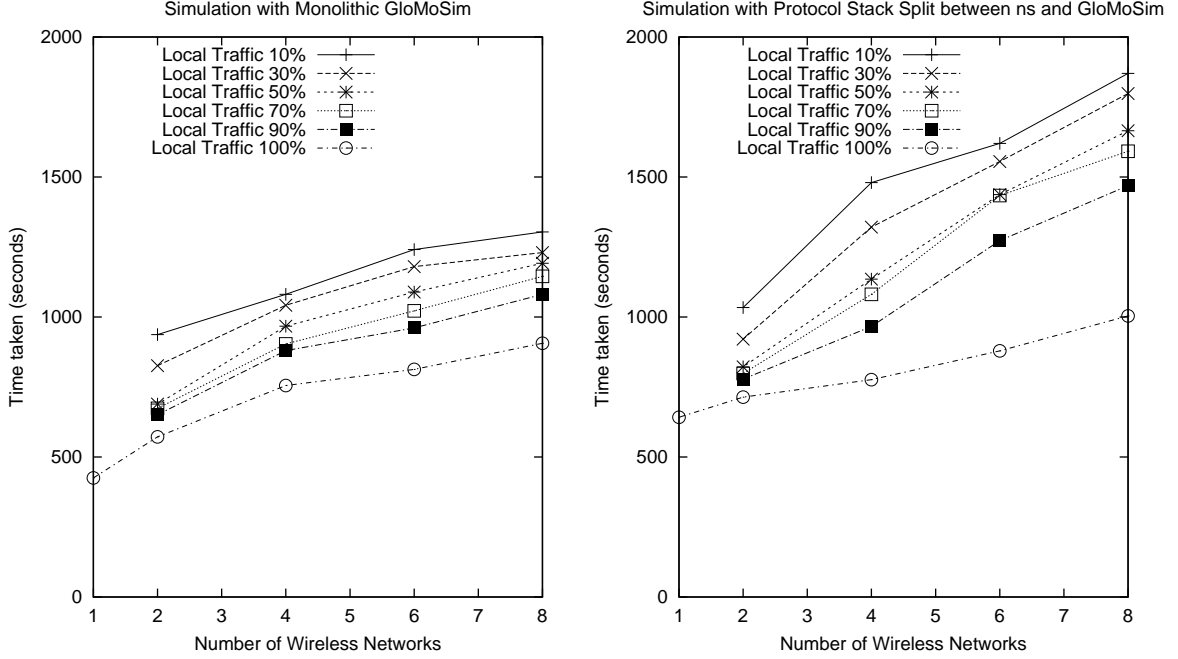 Simulation with Monolithic GloMoSim
2000
1500
1000
500
0
Time taken (seconds)
Local Traffic 10%
Local Traffic 30%
Local Traffic 50%
Local Traffic 70%
Local Traffic 90%
Local Traffic 100%
1 2 3 4 5 6 7 8
Number of Wireless Networks
Simulation with Protocol Stack Split between ns and GloMoSim
2000
1500
1000
500
0
Time taken (seconds)
Local Traffic 10%
Local Traffic 30%
Local Traffic 50%
Local Traffic 70%
Local Traffic 90%
Local Traffic 100%
1 2 3 4 5 6 7 8
Number of Wireless Networks